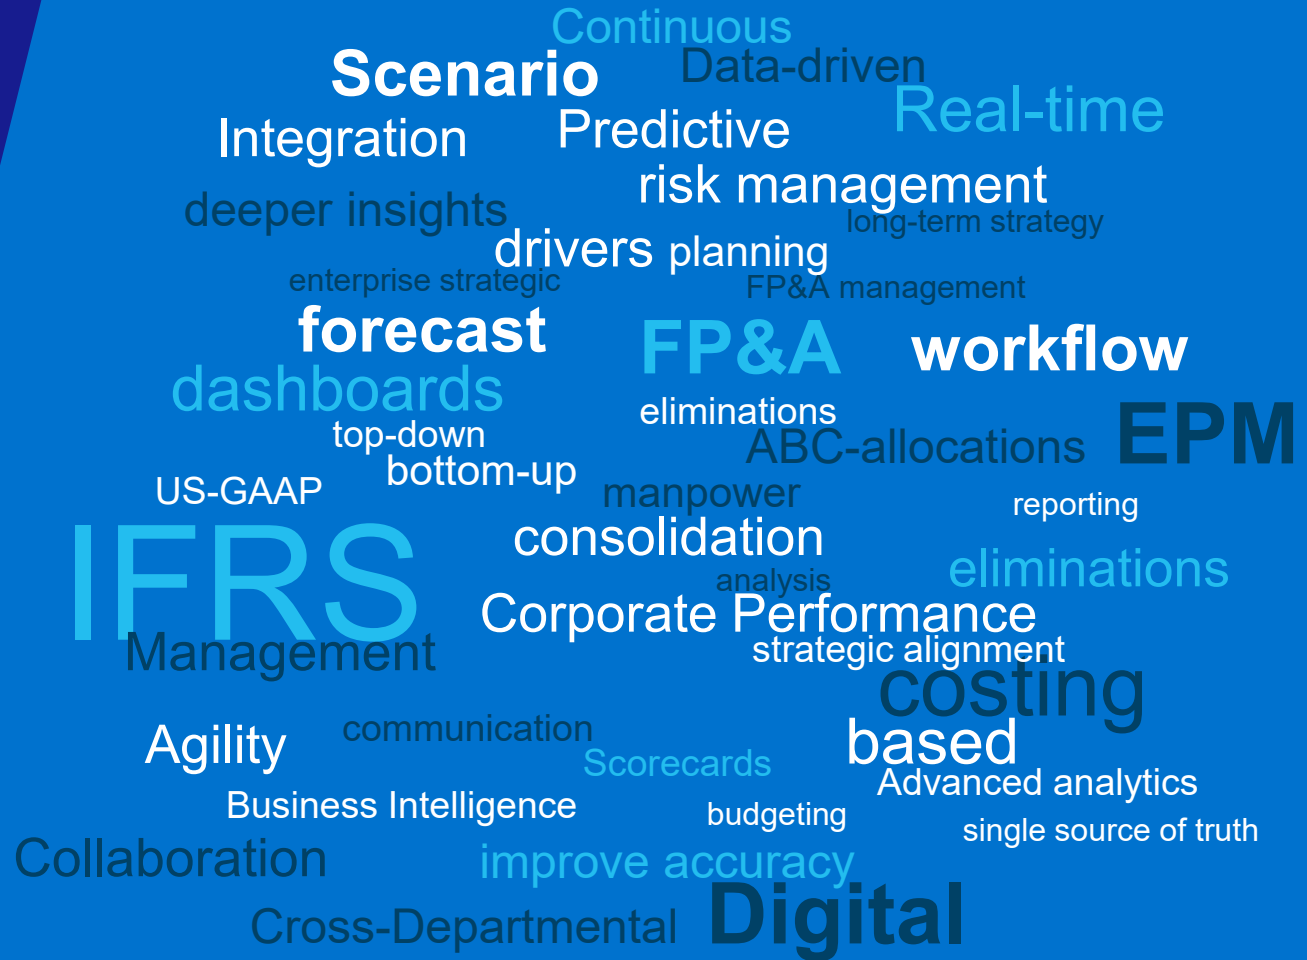 Continuous
Scenario
Data-driven
Real-time
Integration
Predictive
risk management
deeper insights
long-term strategy
drivers planning
enterprise strategic
FP&A management
forecast
FP&A
workflow
dashboards
eliminations
top-down
ABC-allocations
EPM
bottom-up
US-GAAP
manpower
reporting
IFRS
consolidation
eliminations
analysis
Corporate Performance
Management
strategic alignment
costing
communication
Agility
based
Scorecards
Advanced analytics
Business Intelligence
budgeting
single source of truth
Collaboration
improve accuracy
Cross-Departmental
Digital